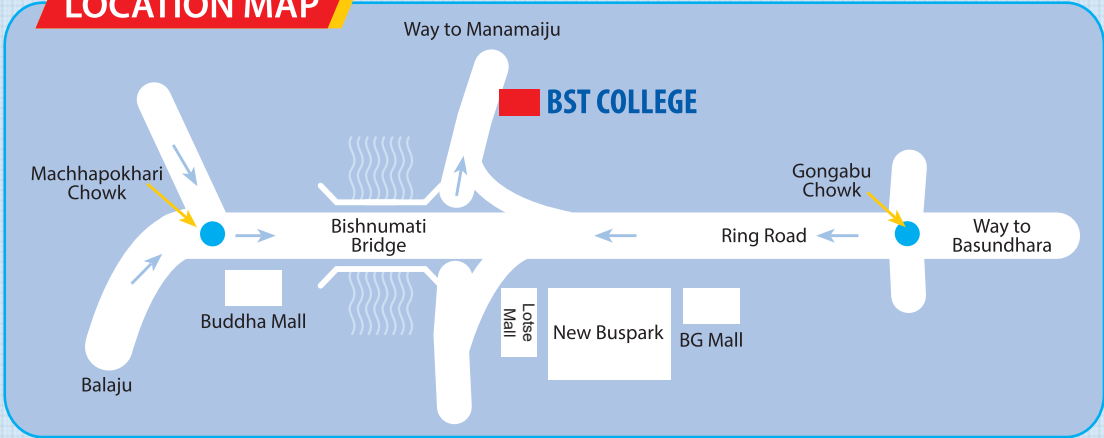 LOCATION MAP
Way to Manamaiju
BST COLLEGE
Machhapokhari
Chowk
Gongabu
Chowk
Bishnumati
Bridge
Ring Road
Way to
Basundhara
Buddha Mall
Lotse
Mall
New Buspark
BG Mall
Balaju